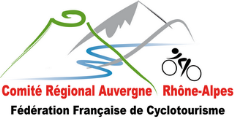 Comité Régional Auvergne Rhône-Alpes
Fédération Française de Cyclotourisme